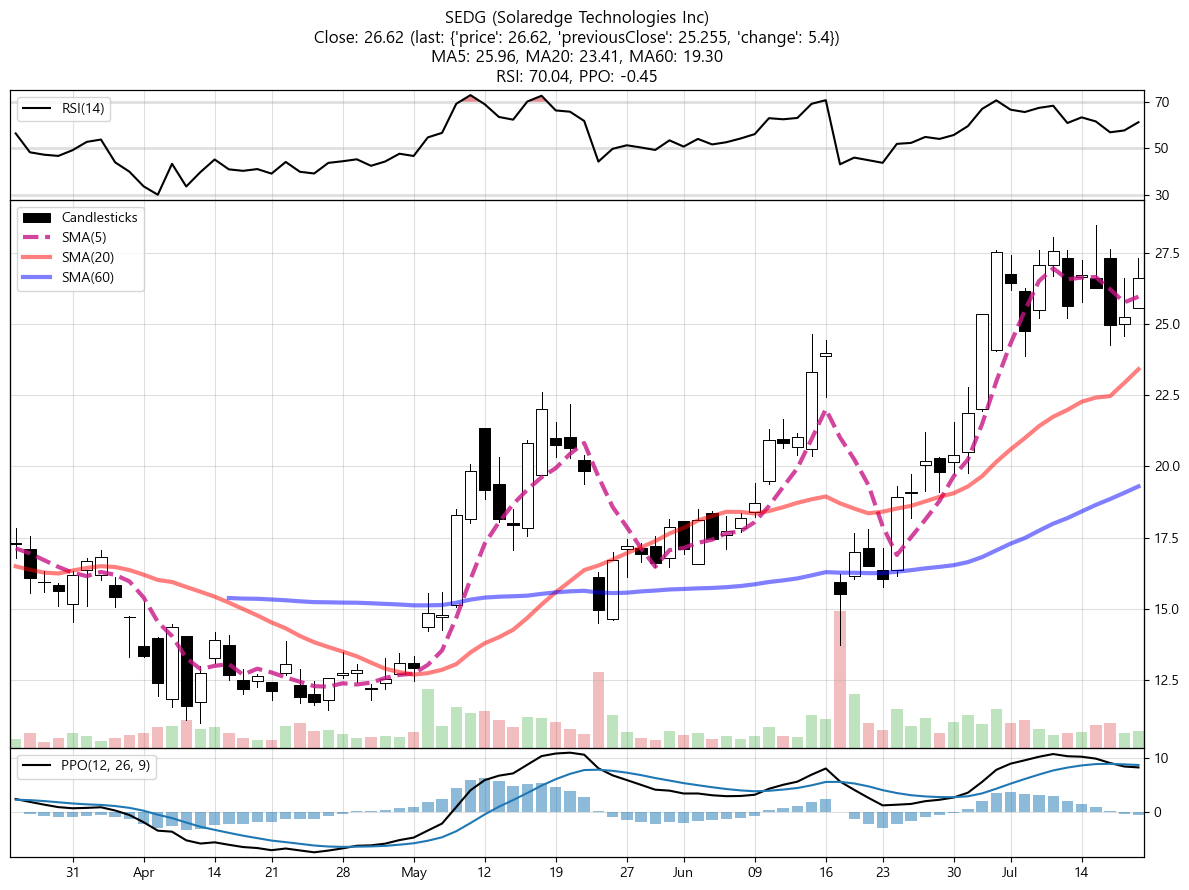 SEDG (Solaredge Technologies Inc)
Close: 26.62 (last: {'price': 26.62, 'previousClose': 25.255, 'change': 5.4})
MA5: 25.96, MA20: 23.41, MA60: 19.30
RSI: 70.04, PPO: -0.45
RSI(14)
70
50
30
Candlesticks
SMA(5)
SMA(20)
SMA(60)
27.5
25.0
22.5
20.0
17.5
15.0
12.5
PPO(12, 26, 9)
10
0
31 Apr 14 21 28 May 12 19 27 Jun 09 16 23 30 Jul 14